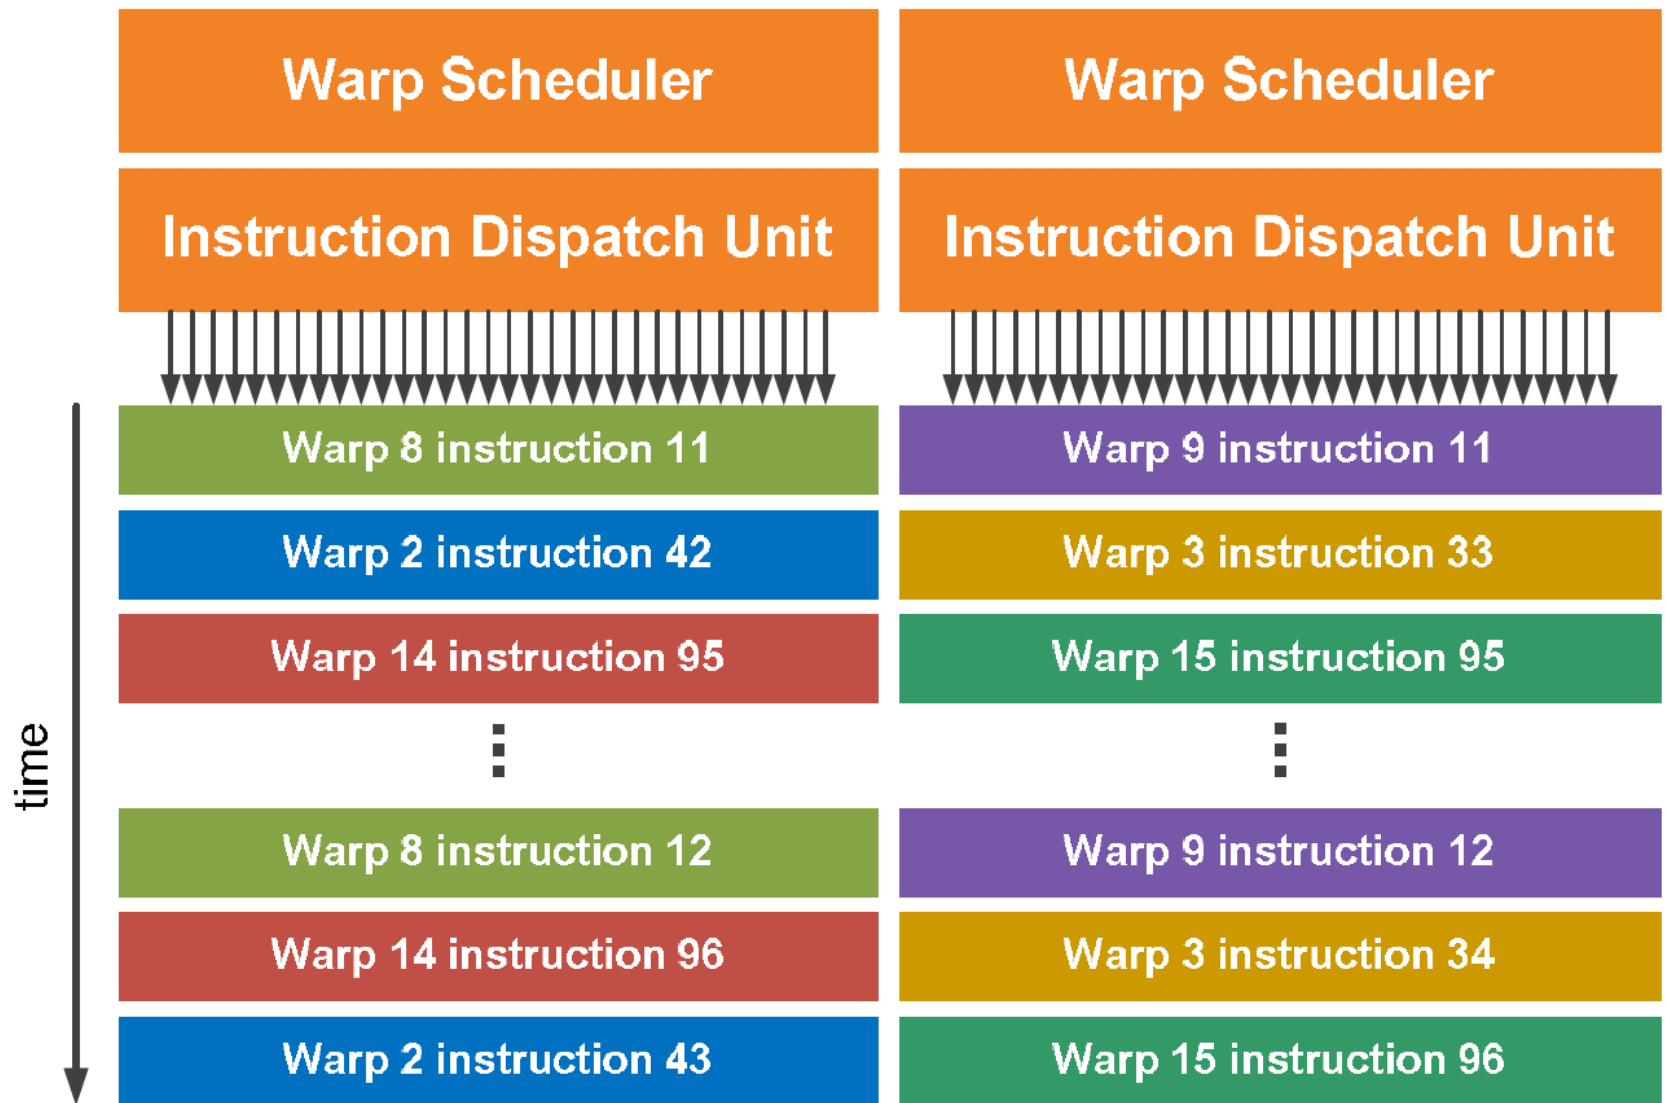 Warp Scheduler
Warp Scheduler
Instruction Dispatch Unit
Instruction Dispatch Unit
Warp 8 instruction 11
Warp 9 instruction 11
Warp 2 instruction 42
Warp 3 instruction 33
Warp 14 instruction 95
Warp 15 instruction 95
time
Warp 8 instruction 12
Warp 9 instruction 12
Warp 14 instruction 96
Warp 3 instruction 34
Warp 2 instruction 43
Warp 15 instruction 96